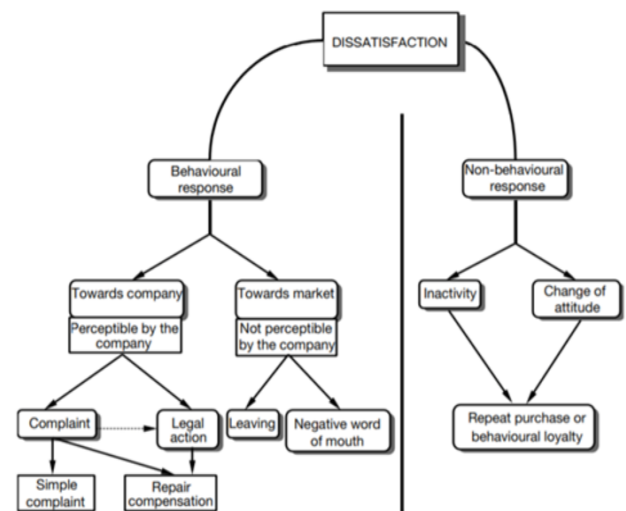 DISSATISFACTION
Behavioural
response
Non-behavioural
response
Towards company
Perceptible by the
company
Towards market
Not perceptible
by the company
Inactivity
Change of
attitude
Complaint
Legal
action
Leaving
Negative word
of mouth
Repeat purchase or
behavioural loyalty
Simple
complaint
Repair
compensation